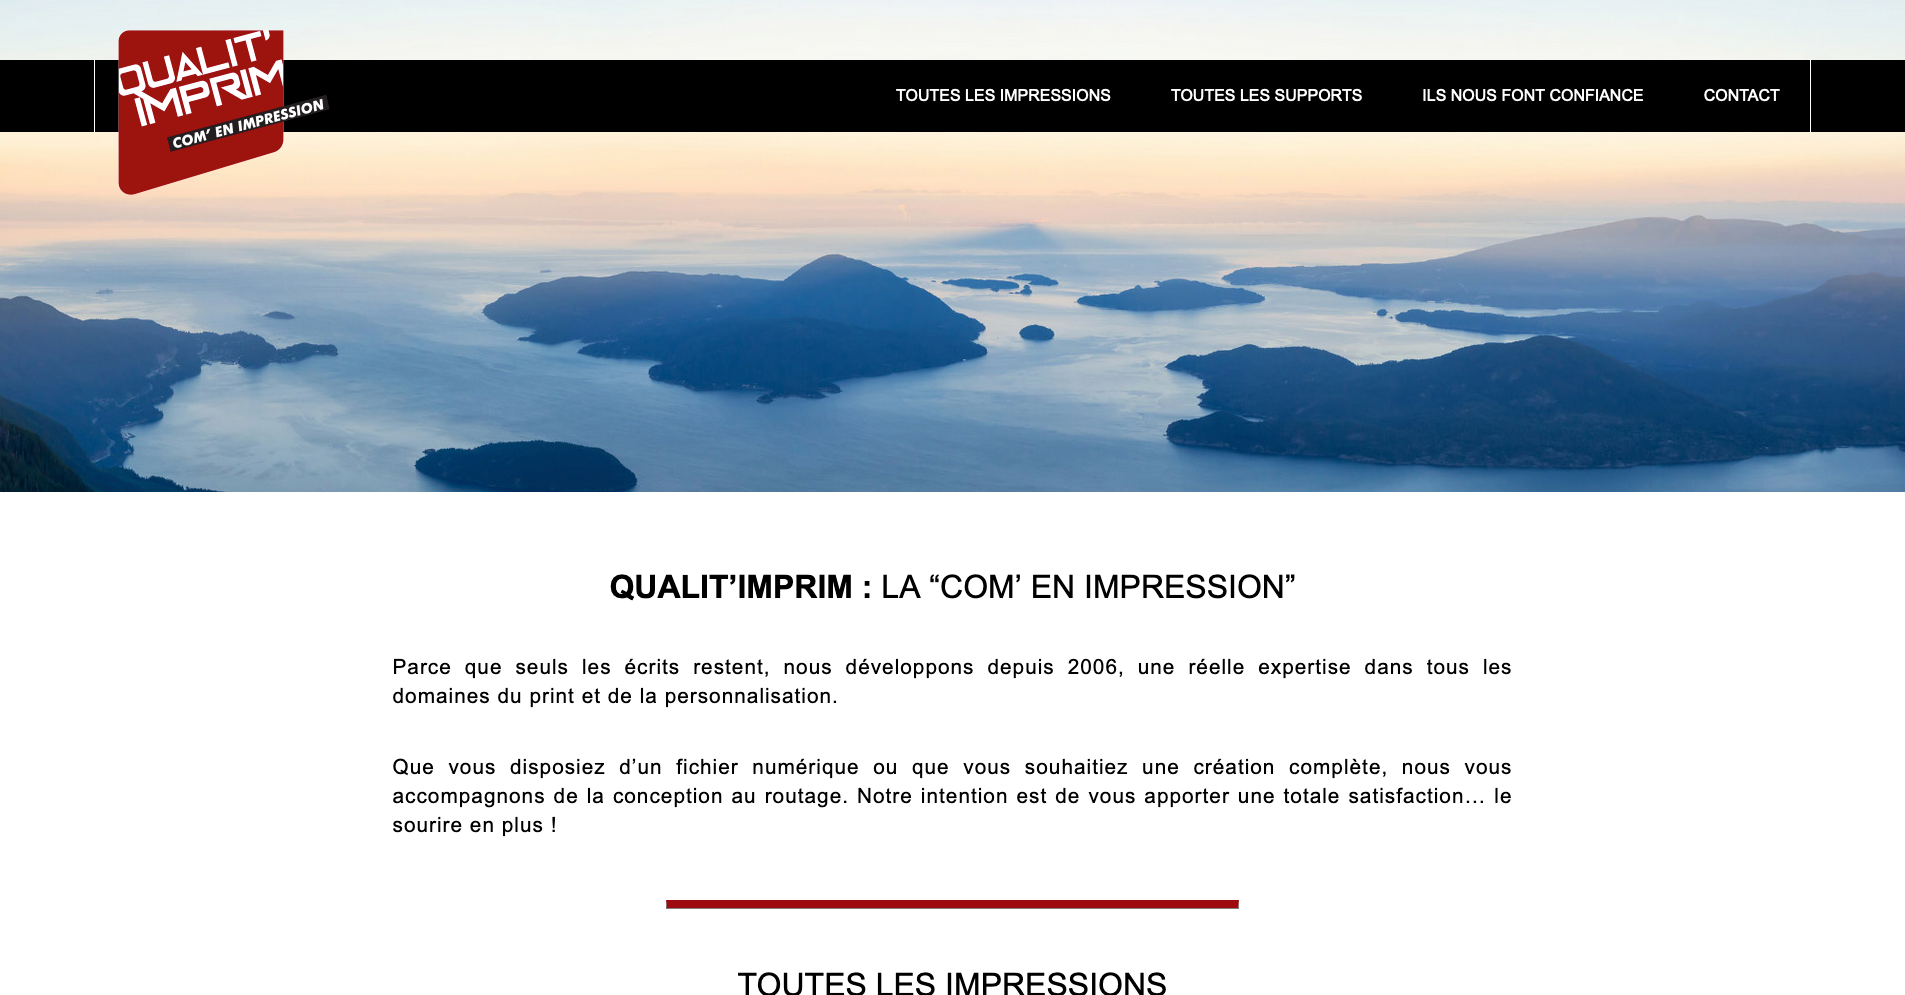 QUALIT'
IMPRIM
COM' EN IMPRESSION
TOUTES LES IMPRESSIONS
TOUTES LES SUPPORTS
ILS NOUS FONT CONFIANCE
CONTACT
QUALIT’IMPRIM : LA “COM’ EN IMPRESSION”
Parce que seuls les écrits restent, nous développons depuis 2006, une réelle expertise dans tous les
domaines du print et de la personnalisation.
Que vous disposiez d’un fichier numérique ou que vous souhaitiez une création complète, nous vous
accompagnons de la conception au routage. Notre intention est de vous apporter une totale satisfaction… le
sourire en plus !
TOUTES LES IMPRESSIONS